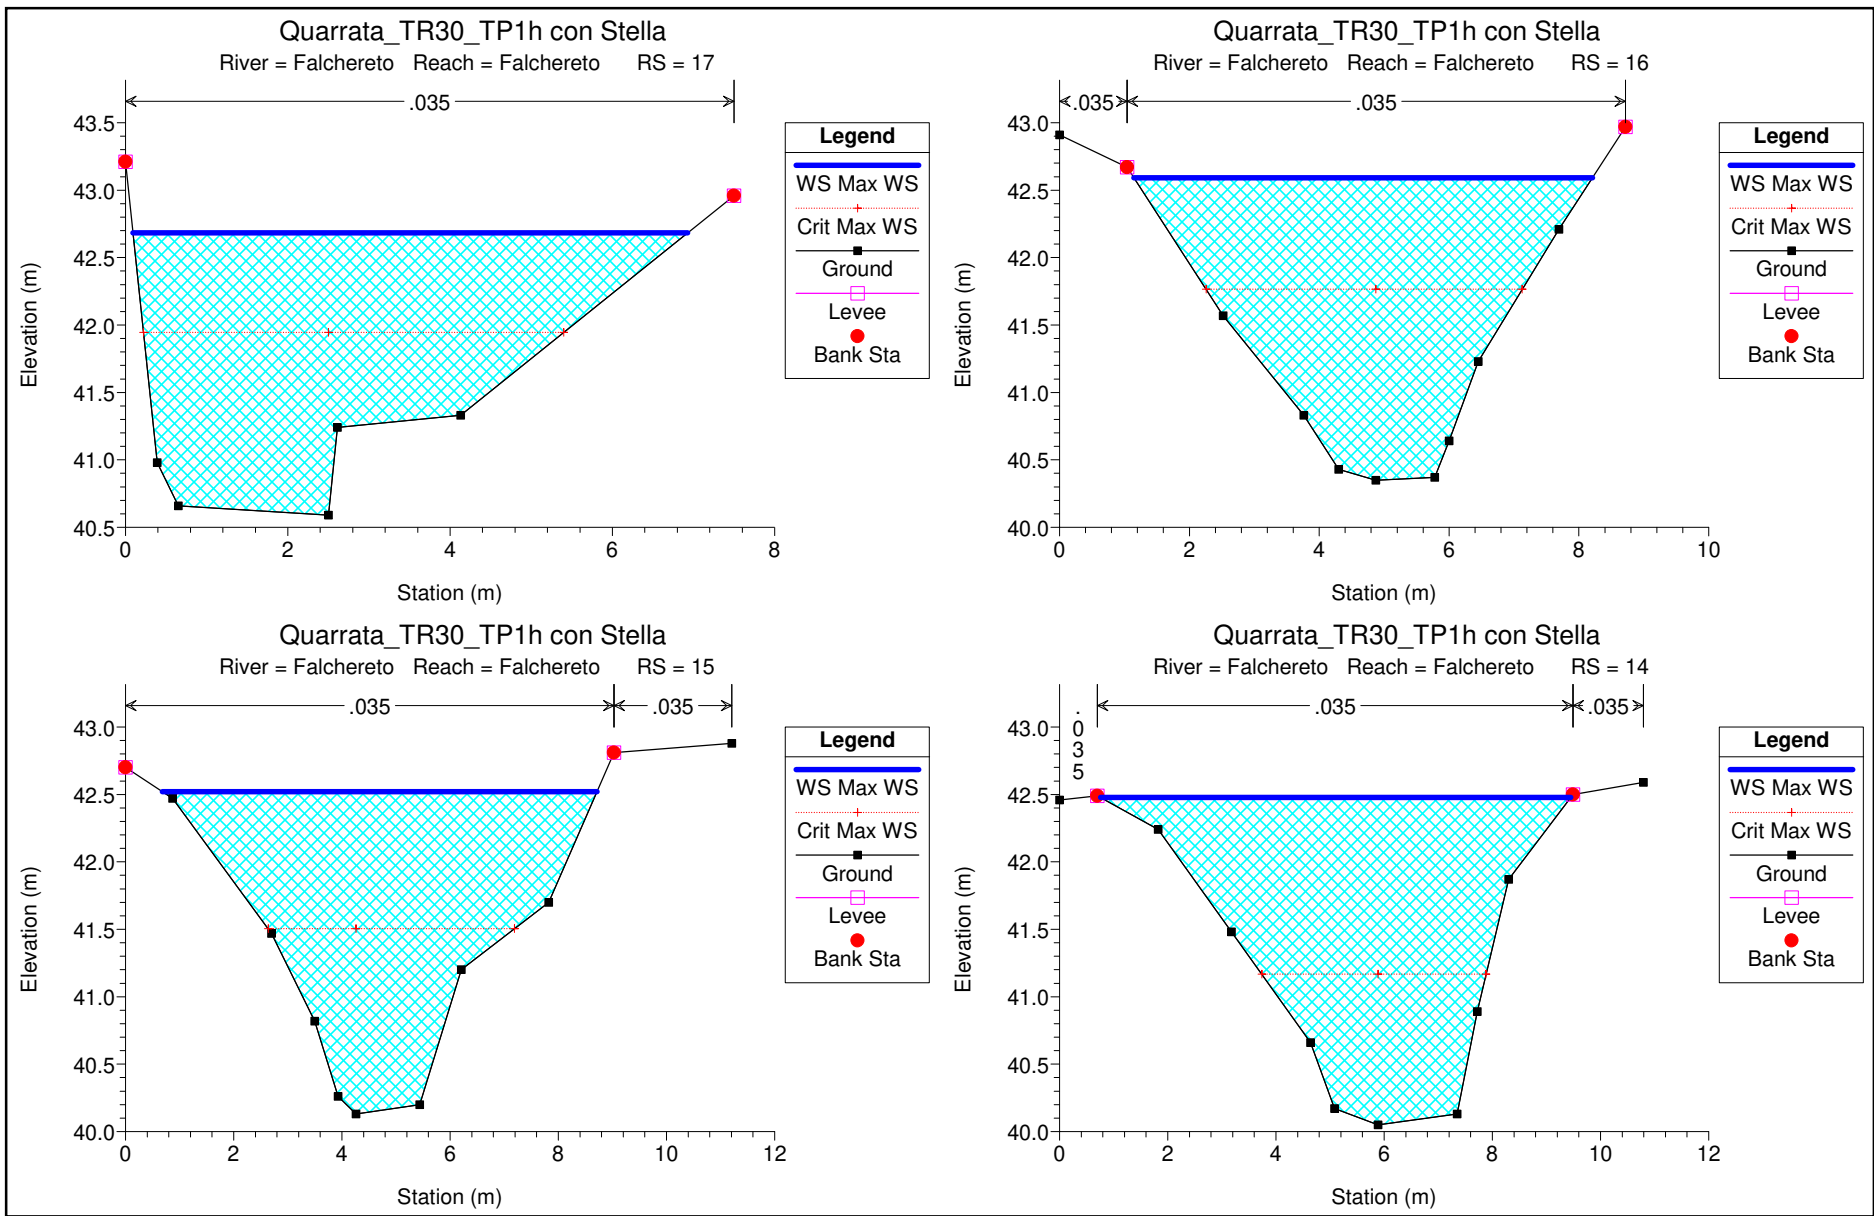 Quarrata_TR30_TP1h con Stella
River = Falchereto Reach = Falchereto RS = 17
.035
43.5
43.0
42.5
42.0
41.5
41.0
40.5
0 2 4 6 8
Elevation (m)
Station (m)
Legend
WS Max WS
Crit Max WS
Ground
Levee
Bank Sta
Quarrata_TR30_TP1h con Stella
River = Falchereto Reach = Falchereto RS = 16
.035 .035
43.0
42.5
42.0
41.5
41.0
40.5
40.0
0 2 4 6 8 10
Elevation (m)
Station (m)
Legend
WS Max WS
Crit Max WS
Ground
Levee
Bank Sta
Quarrata_TR30_TP1h con Stella
River = Falchereto Reach = Falchereto RS = 15
.035 .035
43.0
42.5
42.0
41.5
41.0
40.5
40.0
0 2 4 6 8 10 12
Elevation (m)
Station (m)
Legend
WS Max WS
Crit Max WS
Ground
Levee
Bank Sta
Quarrata_TR30_TP1h con Stella
River = Falchereto Reach = Falchereto RS = 14
.035 .035 .035
43.0
42.5
42.0
41.5
41.0
40.5
40.0
0 2 4 6 8 10 12
Elevation (m)
Station (m)
Legend
WS Max WS
Crit Max WS
Ground
Levee
Bank Sta